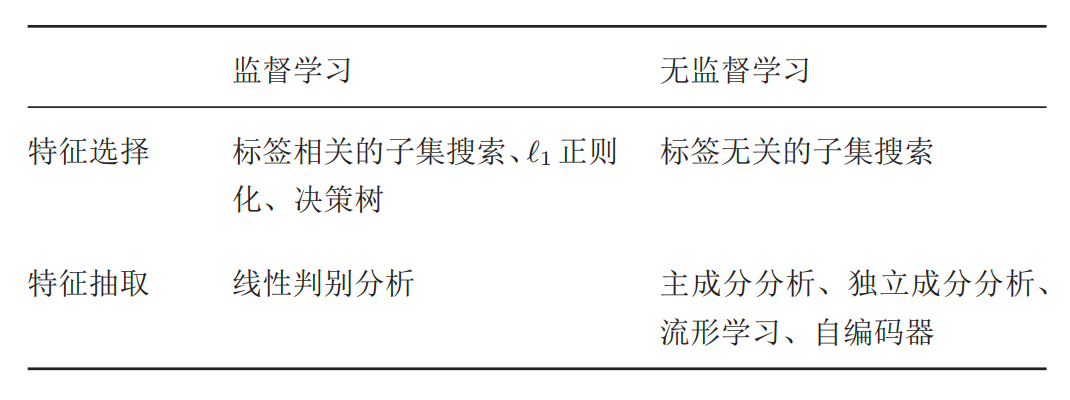 监督学习 无监督学习
特征选择 标签相关的子集搜索、ℓ1 正则 标签无关的子集搜索
化、决策树
特征抽取 线性判别分析 主成分分析、独立成分分析、
流形学习、自编码器